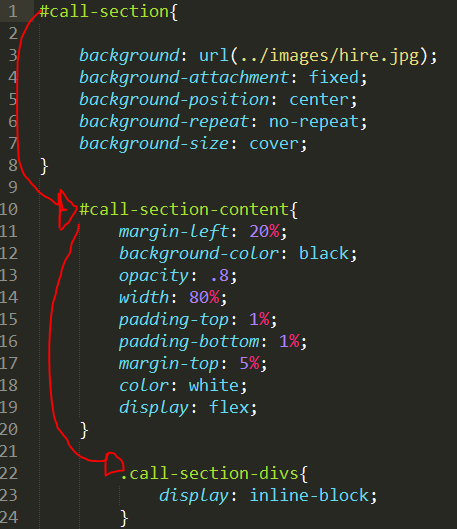 1 #call-section{
2
3 background: url(../images/hire.jpg);
4 background-attachment: fixed;
5 background-position: center;
6 background-repeat: no-repeat;
7 background-size: cover;
8 }
9
10 #call-section-content{
11 margin-left: 20%;
12 background-color: black;
13 opacity: .8;
14 width: 80%;
15 padding-top: 1%;
16 padding-bottom: 1%;
17 margin-top: 5%;
18 color: white;
19 display: flex;
20 }
21
22 .call-section-divs{
23 display: inline-block;
24 }